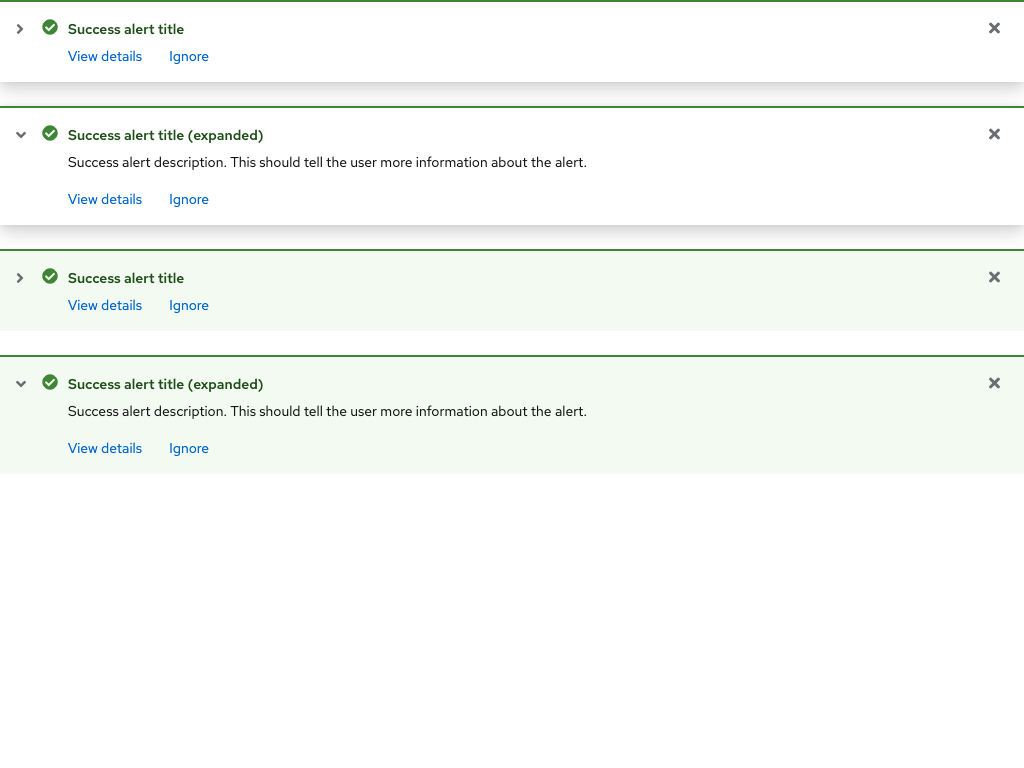 Success alert title
View details Ignore
Success alert title (expanded)
Success alert description. This should tell the user more information about the alert.
View details Ignore
Success alert title
View details Ignore
Success alert title (expanded)
Success alert description. This should tell the user more information about the alert.
View details Ignore